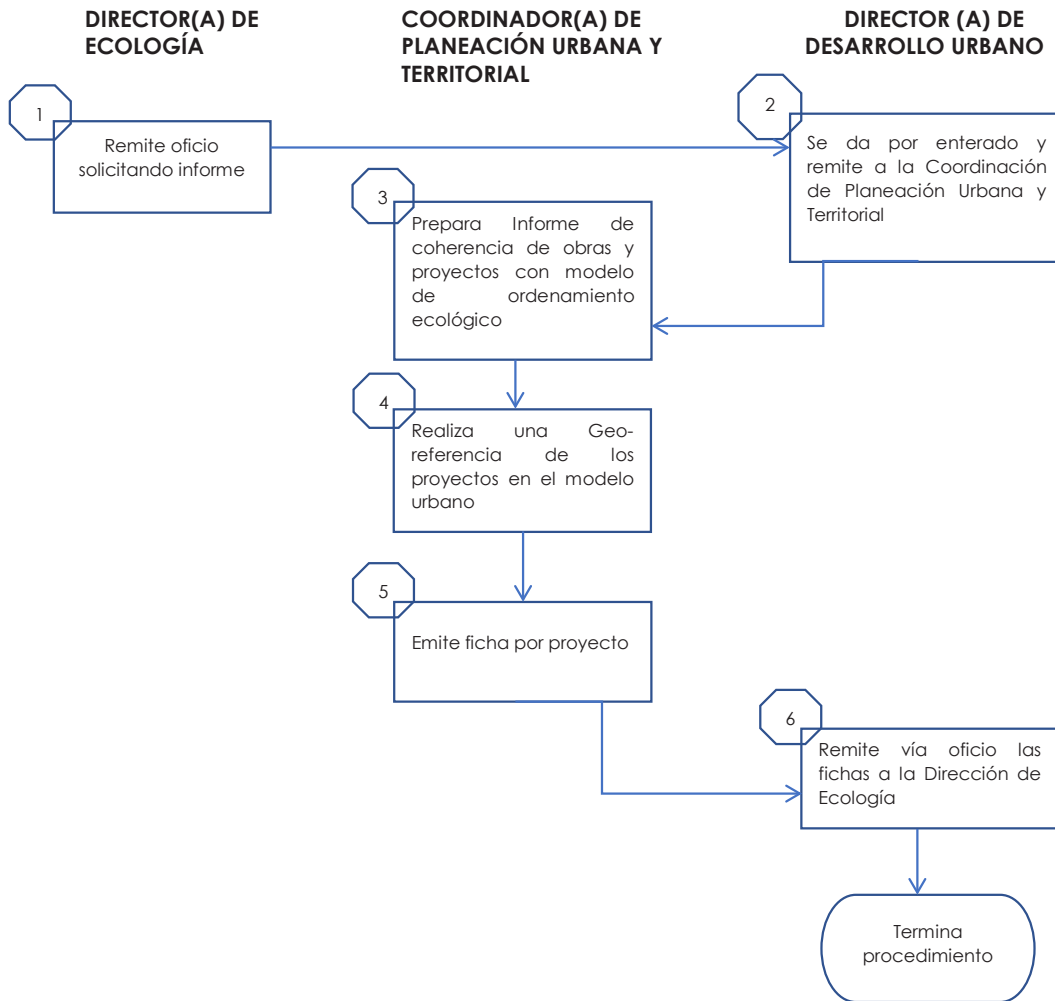 DIRECTOR(A) DE
ECOLOGÍA
COORDINADOR(A) DE
PLANEACIÓN URBANA Y
TERRITORIAL
DIRECTOR (A) DE
DESARROLLO URBANO
1
Remite oficio
solicitando informe
2
Se da por enterado y
remite a la Coordinación
de Planeación Urbana y
Territorial
3
Prepara Informe de
coherencia de obras y
proyectos con modelo
de ordenamiento
ecológico
4
Realiza una Geo-
referencia de los
proyectos en el modelo
urbano
5
Emite ficha por proyecto
6
Remite vía oficio las
fichas a la Dirección de
Ecología
Termina
procedimiento